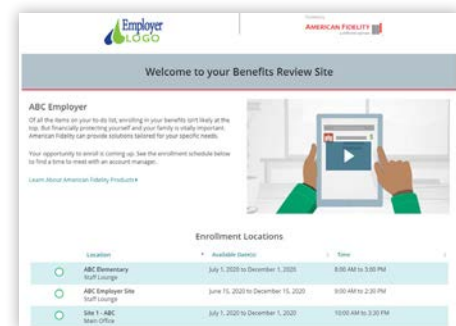 Employer
LOGO
AMERICAN FIDELITY
Welcome to your Benefits Review Site
ABC Employer
Of all the items on your to-do list, enrolling in your benefits isn't likely at the
top. But financially protecting yourself and your family is vitally important.
American Fidelity can provide solutions tailored for your specific needs.
Your opportunity to enroll is coming up. See the enrollment schedule below
to find a time to meet with an account manager.
Learn About American Fidelity Products
Enrollment Locations
Location Available Date(s) Time
ABC Elementary July 1, 2020 to December 1, 2020 8:00 AM to 3:00 PM
Staff Lounge
ABC Employer Site June 15, 2020 to December 15, 2020 9:00 AM to 2:30 PM
Staff Lounge
Site 1 - ABC July 1, 2020 to December 1, 2020 10:00 AM to 3:30 PM
Main Office